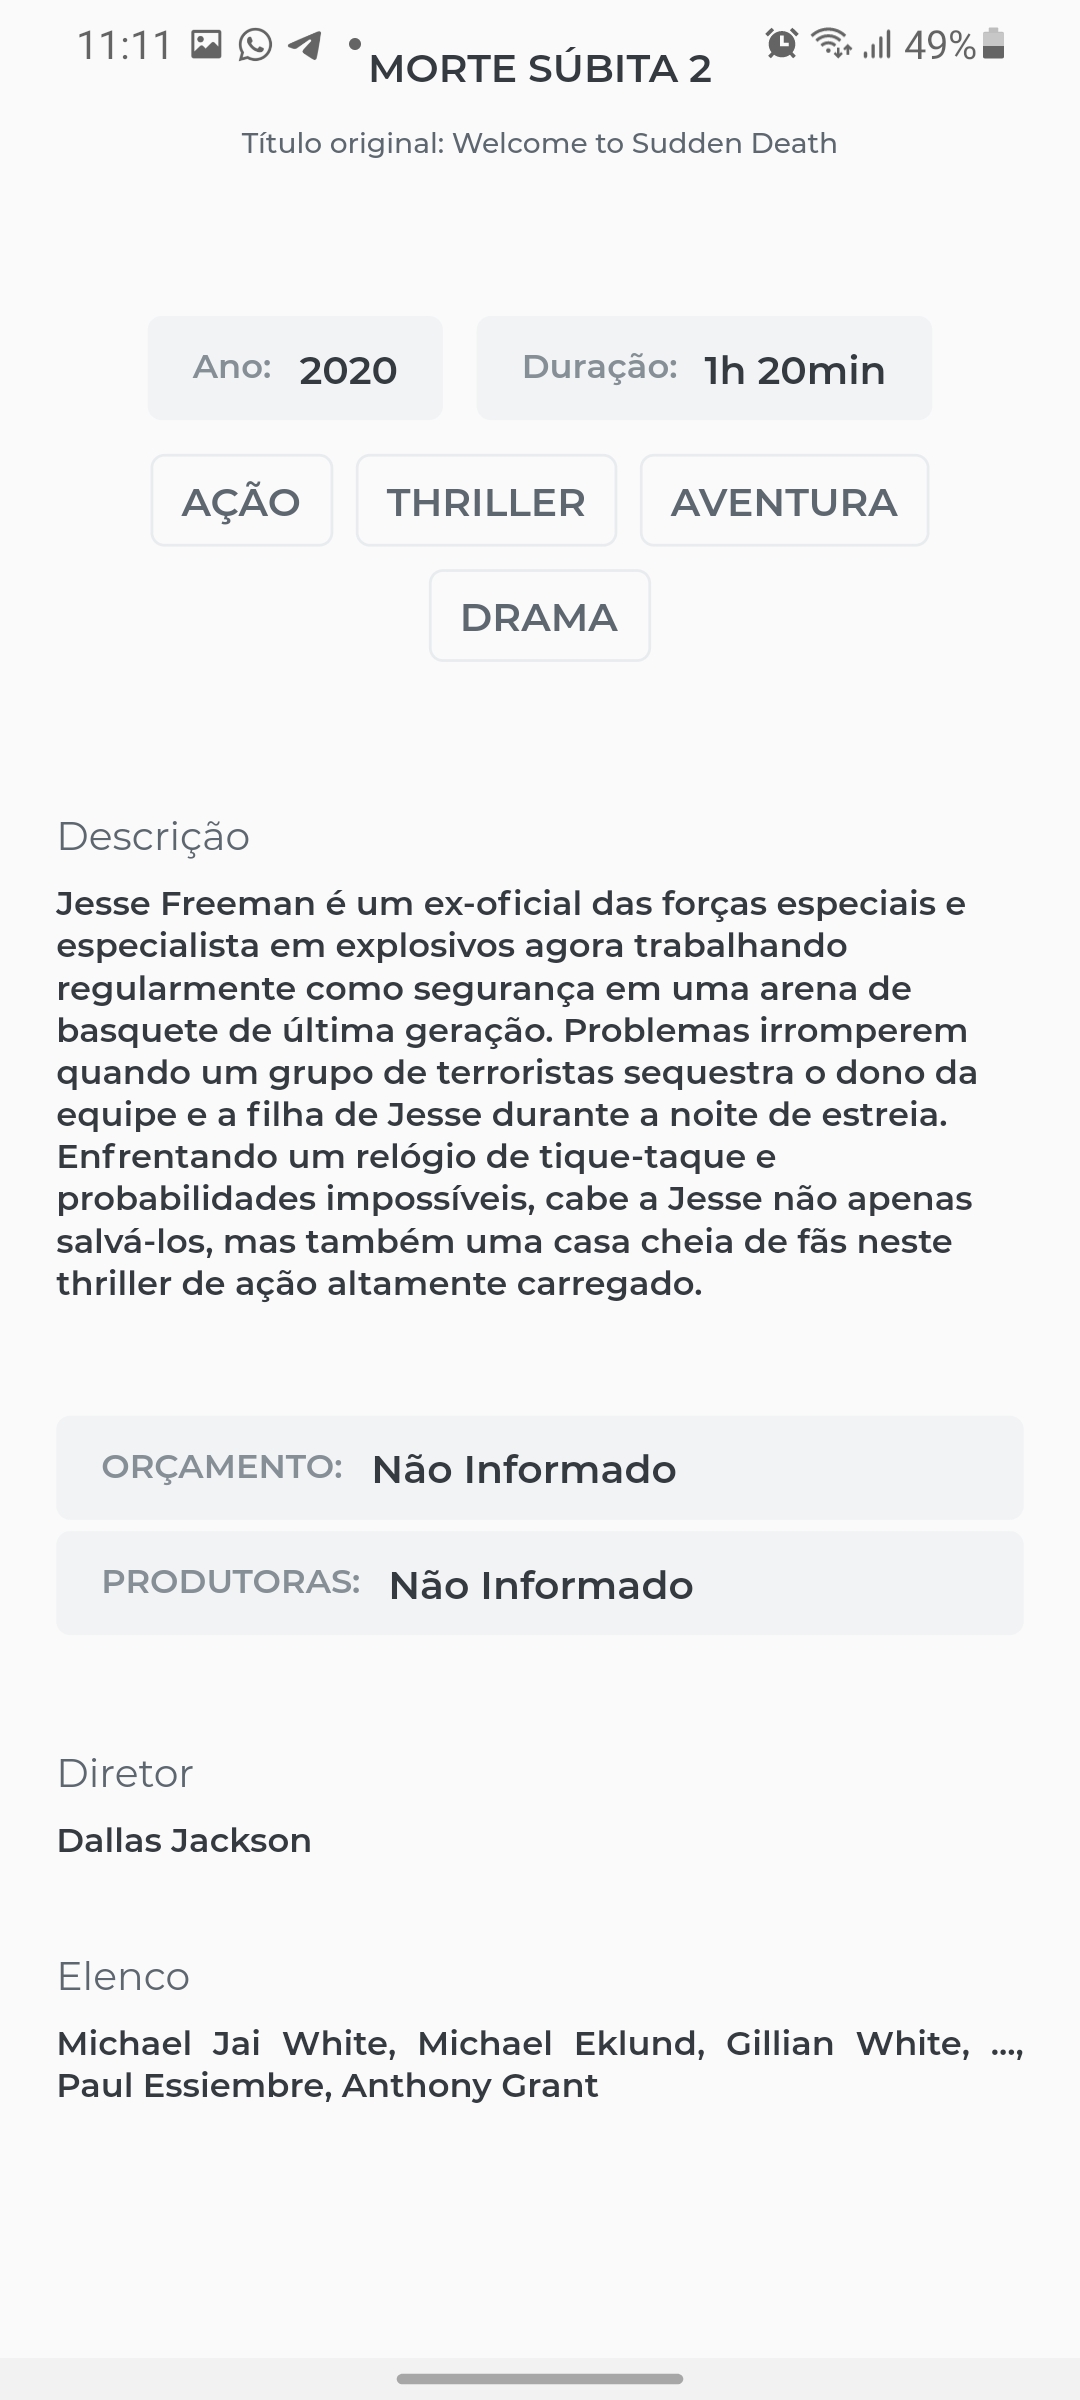 11:11
49%
MORTE SÚBITA 2
Título original: Welcome to Sudden Death
Ano: 2020 Duração: 1h 20min
AÇÃO THRILLER AVENTURA
DRAMA
Descrição
Jesse Freeman é um ex-oficial das forças especiais e
especialista em explosivos agora trabalhando
regularmente como segurança em uma arena de
basquete de última geração. Problemas irromperem
quando um grupo de terroristas sequestra o dono da
equipe e a filha de Jesse durante a noite de estreia.
Enfrentando um relógio de tique-taque e
probabilidades impossíveis, cabe a Jesse não apenas
salvá-los, mas também uma casa cheia de fãs neste
thriller de ação altamente carregado.
ORÇAMENTO: Não Informado
PRODUTORAS: Não Informado
Diretor
Dallas Jackson
Elenco
Michael Jai White, Michael Eklund, Gillian White, ...,
Paul Essiembre, Anthony Grant